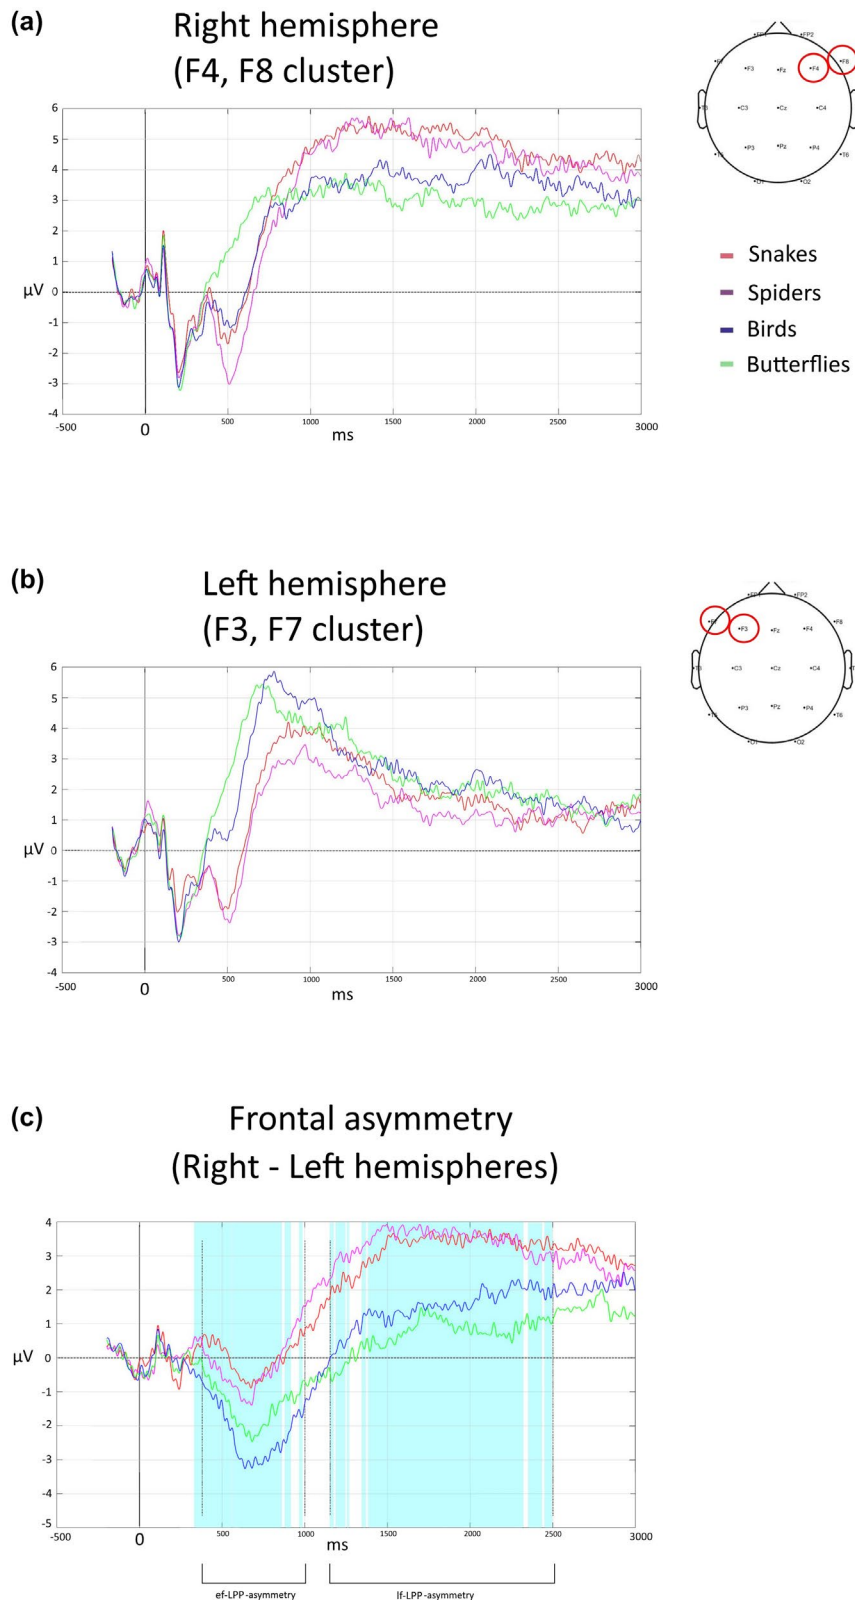 (a)
Right hemisphere
(F4, F8 cluster)
FP1 FP2
F7 F3 Fz F4 F8
T3 C3 Cz C4
T5 P3 Pz P4 T6
O1 O2
6
5
4
3
2
1
μV 0
-1
-2
-3
-4
-500 0 500 1000 1500 2000 2500 3000
ms
Snakes
Spiders
Birds
Butterflies
(b)
Left hemisphere
(F3, F7 cluster)
FP1 FP2
F7 F3 Fz F4 F8
T3 C3 Cz C4
T5 P3 Pz P4 T6
O1 O2
6
5
4
3
2
1
μV 0
-1
-2
-3
-4
-500 0 500 1000 1500 2000 2500 3000
ms
(c)
Frontal asymmetry
(Right - Left hemispheres)
4
3
2
1
μV 0
-1
-2
-3
-4
-5
-500 0 500 1000 1500 2000 2500 3000
ms
ef-LPP-asymmetry lf-LPP-asymmetry